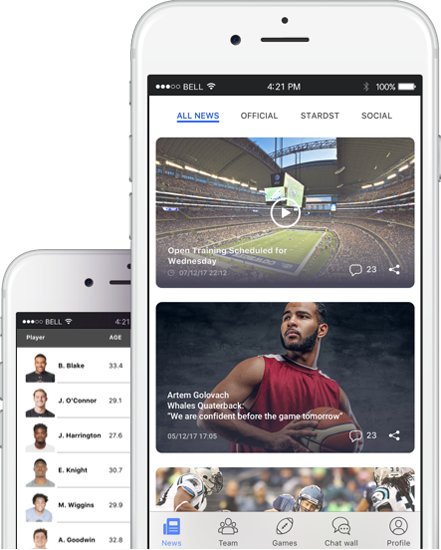 BELL 4:21 PM 100%
ALL NEWS OFFICIAL STARDST SOCIAL
Open Training Scheduled for
Wednesday
07/12/17 22:12 23
Artem Golovach
Whales Quaterback:
“We are confident before the game tomorrow”
05/12/17 17:05 23
News Team Games Chat wall Profile
BELL 4:21
Player AGE
B. Blake 33.4
J. O'Connor 29.1
J. Harrington 27.6
E. Knight 30.7
M. Wiggins 29.9
A. Goodwin 32.8